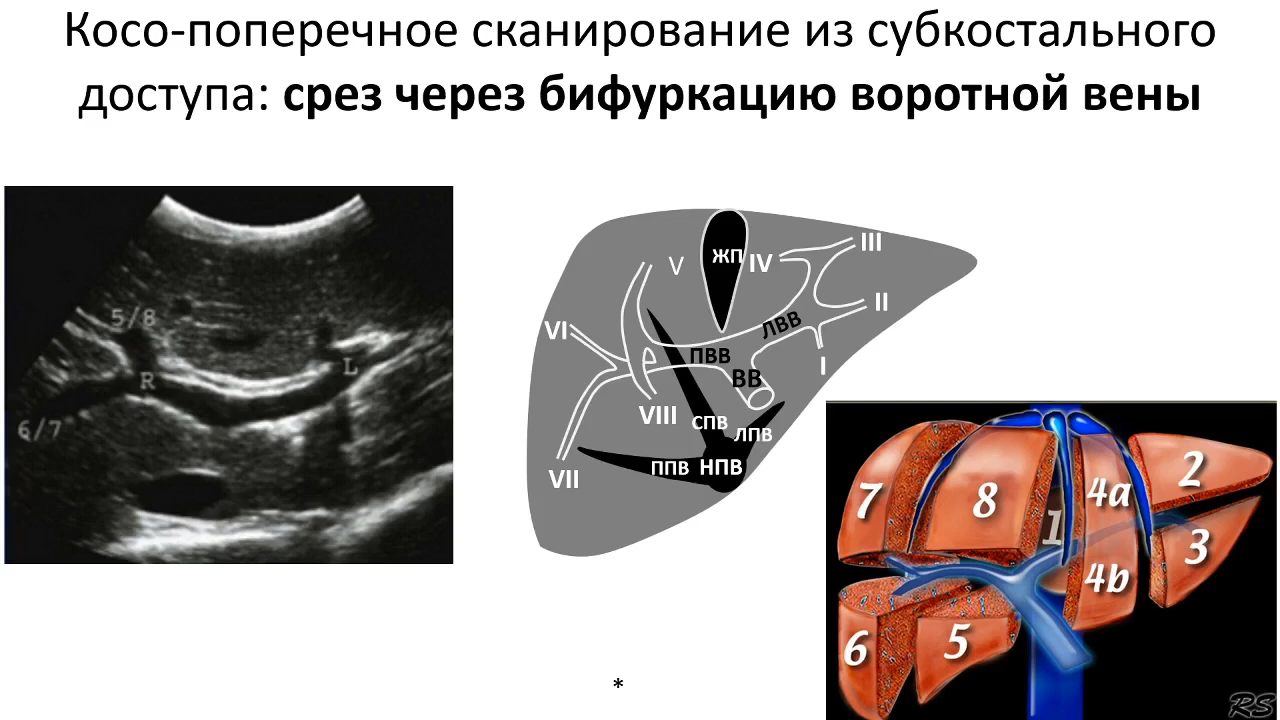 Косо-поперечное сканирование из субкостального
доступа: срез через бифуркацию воротной вены
5/8
R
L
6/7
V
ЖП
IV
III
II
I
VI
ЛВВ
ПВВ
ВВ
VIII
СПВ
ЛПВ
ППВ
НПВ
VII
7
8
1
4a
2
3
4b
6
5
RS
*